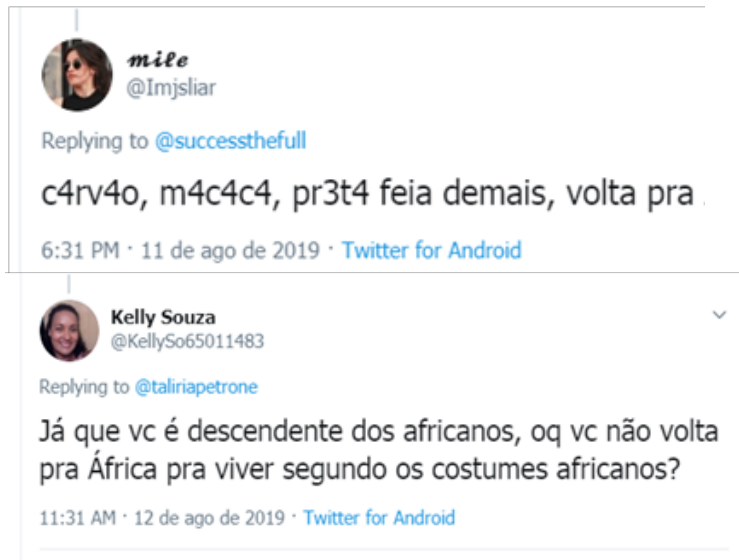 mile
@Imjsliar
Replying to @successthefull
c4rv4o, m4c4c4, pr3t4 feia demais, volta pra
6:31 PM · 11 de ago de 2019 · Twitter for Android
Kelly Souza
@KellySo65011483
Replying to @taliriapetrone
Já que vc é descendente dos africanos, oq vc não volta
pra África pra viver segundo os costumes africanos?
11:31 AM · 12 de ago de 2019 · Twitter for Android